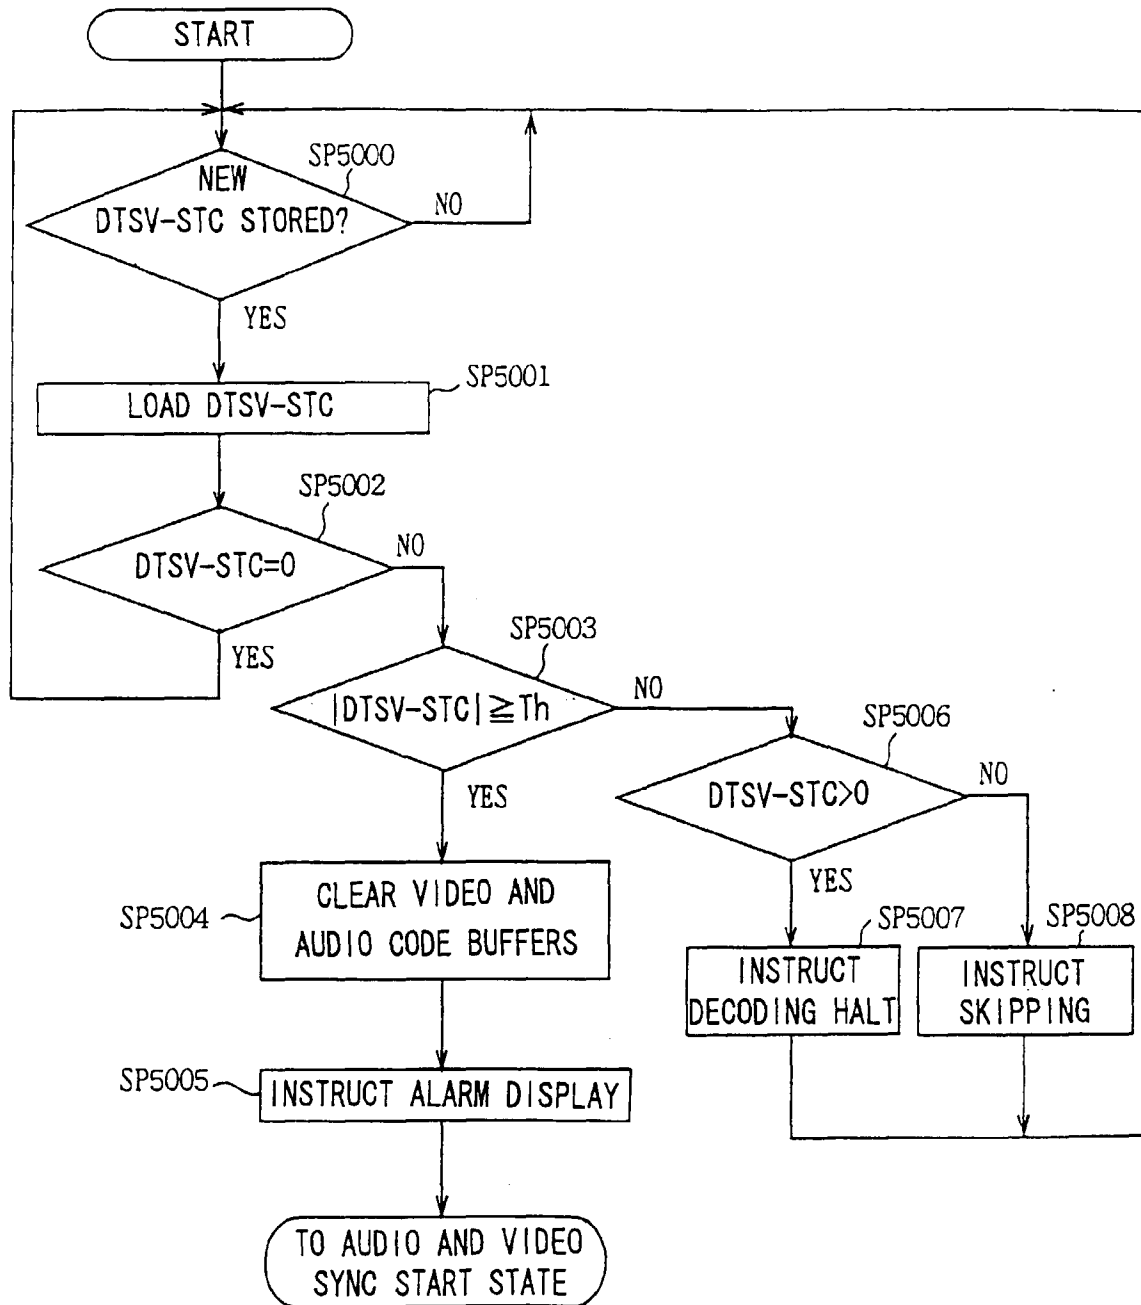 START
SP5000
NEW
DTSV-STC STORED?
NO
YES
SP5001
LOAD DTSV-STC
SP5002
DTSV-STC=0
NO
YES
SP5003
|DTSV-STC|≧Th
NO
YES
SP5006
DTSV-STC>0
NO
YES
SP5004
CLEAR VIDEO AND
AUDIO CODE BUFFERS
SP5007
INSTRUCT
DECODING HALT
SP5008
INSTRUCT
SKIPPING
SP5005
INSTRUCT ALARM DISPLAY
TO AUDIO AND VIDEO
SYNC START STATE